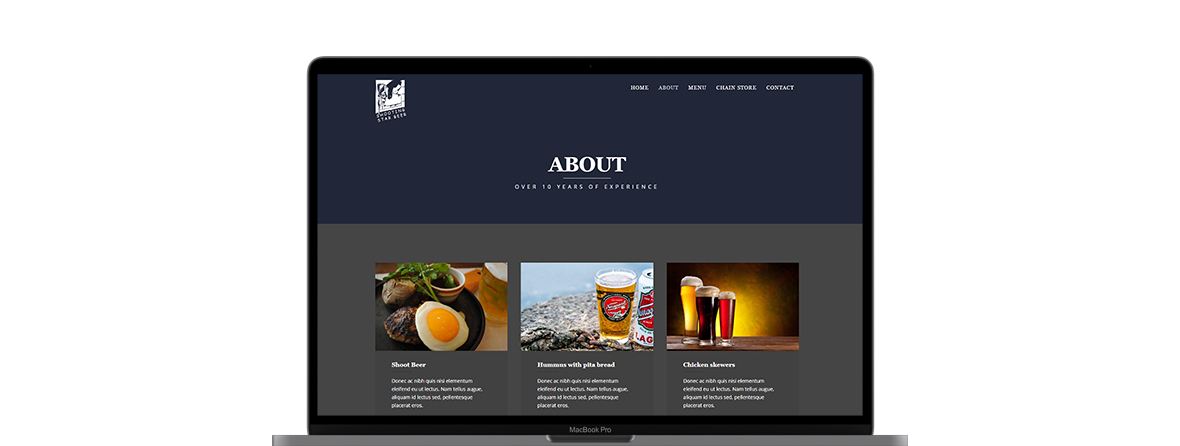 SHOOTING
STAR BEER
HOME ABOUT MENU CHAIN STORE CONTACT
ABOUT
OVER 10 YEARS OF EXPERIENCE
Shoot Beer
Donec ac nibh quis nisi elementum
eleifend eu ut lectus. Nam tellus augue,
aliquam id lectus sed, pellentesque
placerat eros.
LAG
Hummus with pita bread
Donec ac nibh quis nisi elementum
eleifend eu ut lectus. Nam tellus augue,
aliquam id lectus sed, pellentesque
placerat eros.
Chicken skewers
Donec ac nibh quis nisi elementum
eleifend eu ut lectus. Nam tellus augue,
aliquam id lectus sed, pellentesque
placerat eros.
MacBook Pro